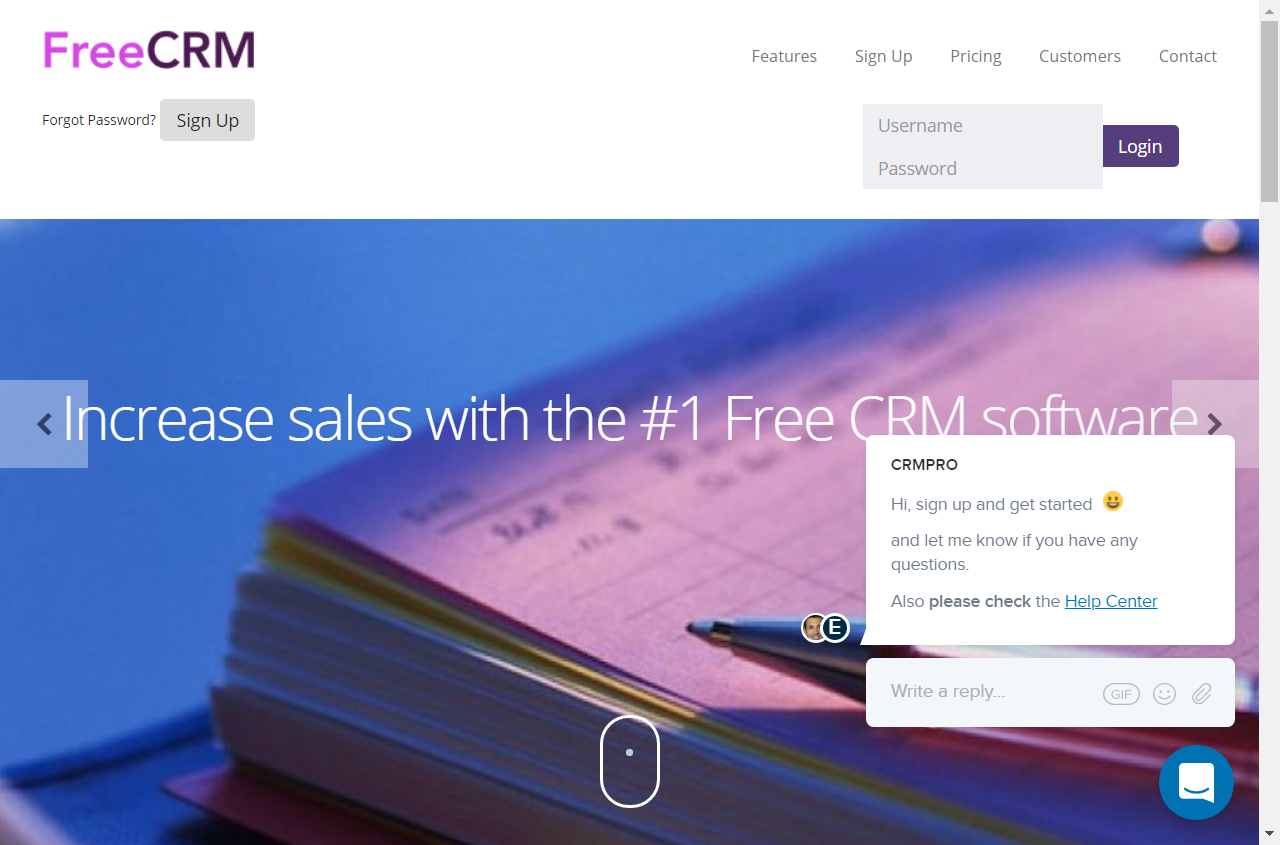 FreeCRM
Features Sign Up Pricing Customers Contact
Forgot Password? Sign Up
Username
Password
Login
Increase sales with the #1 Free CRM software
CRMPRO
Hi, sign up and get started 😀
and let me know if you have any
questions.
Also please check the Help Center
E
Write a reply...
GIF